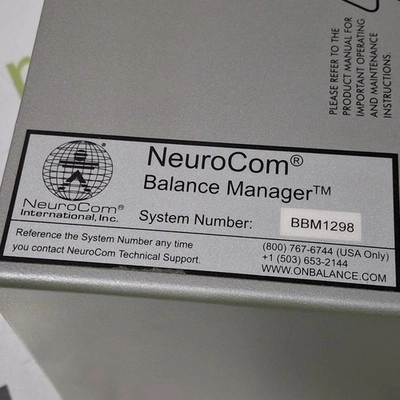 PLEASE REFER TO THE
PRODUCT MANUAL FOR
IMPORTANT OPERATING
AND MAINTENANCE
INSTRUCTIONS.
NeuroCom®
International, Inc.
NeuroCom®
Balance Manager™
System Number: BBM1298
Reference the System Number any time
you contact NeuroCom Technical Support.
(800) 767-6744 (USA Only)
+1 (503) 653-2144
WWW.ONBALANCE.COM